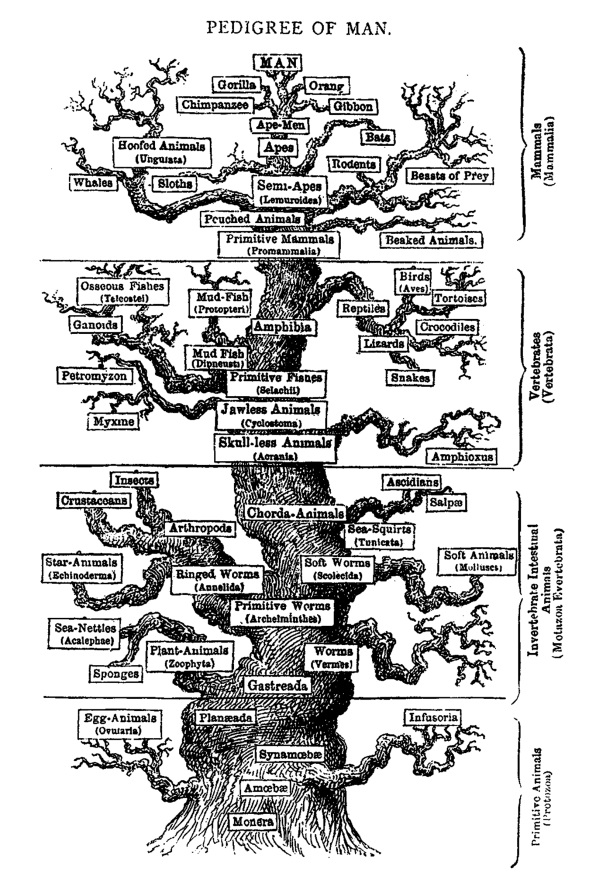 PEDIGREE OF MAN.
MAN
Gorilla
Orang
Chimpanzee
Gibbon
Ape-Men
Bats
Apes
Hoofed Animals
(Ungulata)
Rodents
Whales
Sloths
Semi-Apes
(Lemuroidea)
Beasts of Prey
Pouched Animals
Primitive Mammals
(Promammalia)
Beaked Animals.
Mammals
(Mammalia)
Osseous Fishes
(Teleostei)
Mud-Fish
(Protopteri)
Birds
(Aves)
Tortoises
Reptiles
Ganoids
Amphibia
Crocodiles
Lizards
Mud Fish
(Dipneusti)
Petromyzon
Primitive Fishes
(Selachii)
Snakes
Jawless Animals
(Cyclostoma)
Myxine
Skull-less Animals
(Acrania)
Amphioxus
Vertebrates
(Vertebrata)
Insects
Ascidians
Crustaceans
Salpæ
Chorda-Animals
Arthropods
Sea-Squirts
(Tunicata)
Star-Animals
(Echinoderma)
Ringed Worms
(Annelida)
Soft Worms
(Scolecida)
Soft Animals
(Molluscs)
Primitive Worms
(Archelminthes)
Sea-Nettles
(Acalephae)
Plant-Animals
(Zoophyta)
Worms
(Vermes)
Sponges
Gastreada
Invertebrate Intestinal
Animals
(Metazoa Evertebrata)
Egg-Animals
(Ovularia)
Planæada
Infusoria
Synamœbæ
Amœbæ
Monera
Primitive Animals
(Protozoa)